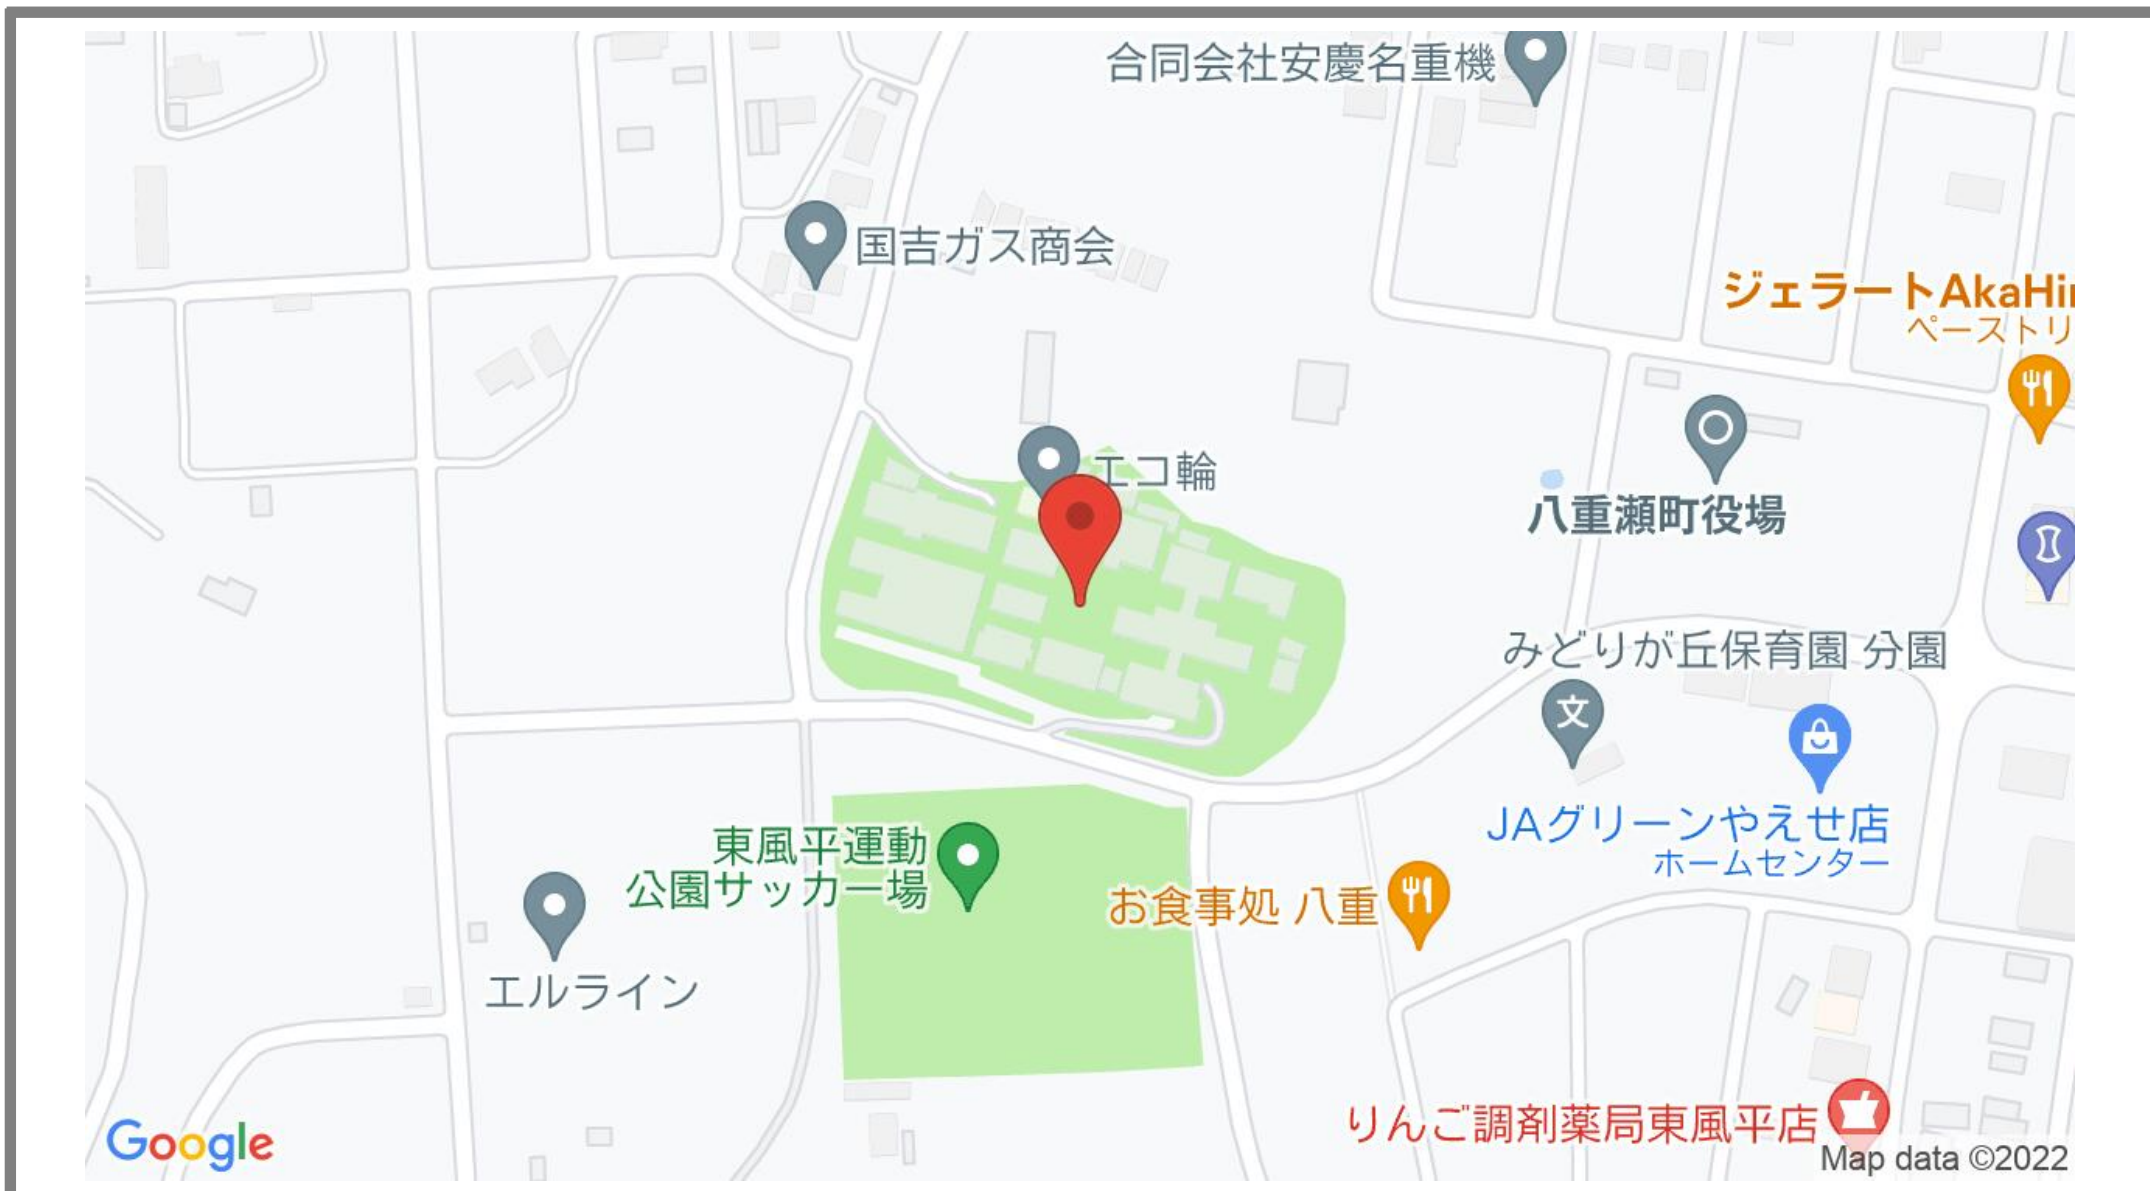 合同会社安慶名重機
国吉ガス商会
ジェラートAkaHi
ペーストリ
エコ輪
八重瀬町役場
みどりが丘保育園 分園
文
JAグリーンやえせ店
ホームセンター
東風平運動
公園サッカー場
お食事処 八重
エルライン
りんご調剤薬局東風平店
Google
Map data ©2022